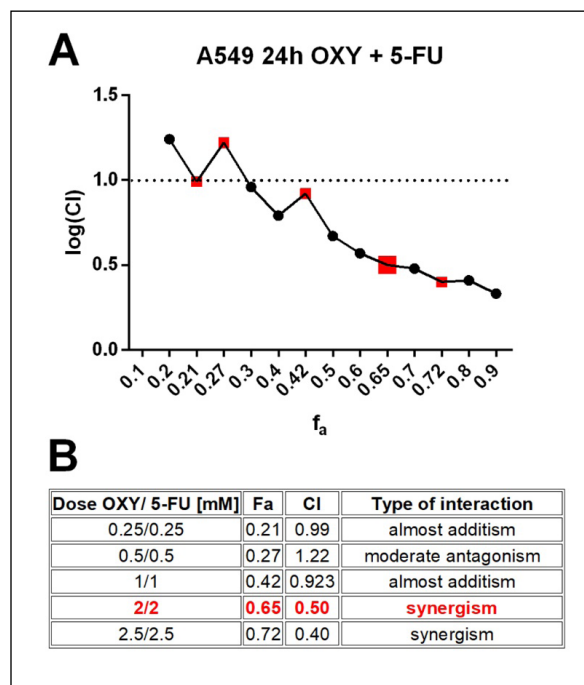 A
A549 24h OXY + 5-FU
1.5
1.0
0.5
0.0
log(CI)
0.1 0.2 0.21 0.27 0.3 0.4 0.42 0.5 0.6 0.65 0.7 0.72 0.8 0.9
fa
B
Dose OXY/ 5-FU [mM] Fa CI Type of interaction
0.25/0.25 0.21 0.99 almost additism
0.5/0.5 0.27 1.22 moderate antagonism
1/1 0.42 0.923 almost additism
2/2 0.65 0.50 synergism
2.5/2.5 0.72 0.40 synergism